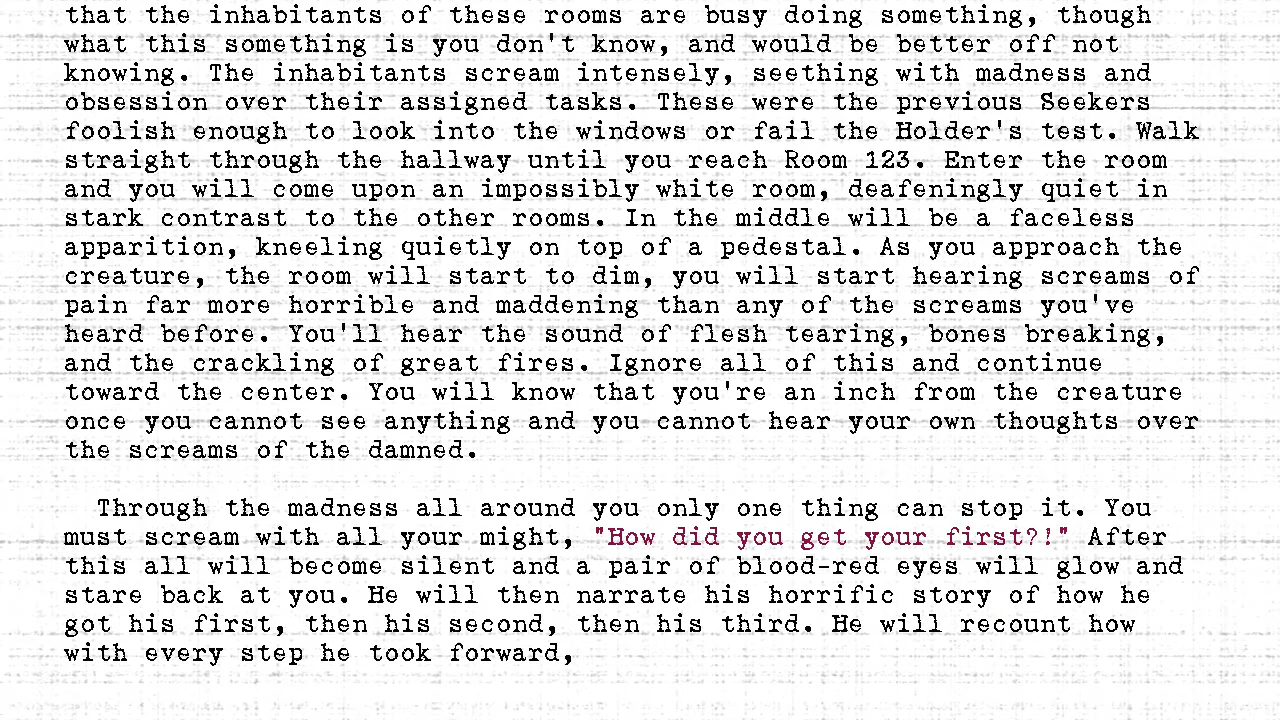 that the inhabitants of these rooms are busy doing something, though
what this something is you don't know, and would be better off not
knowing. The inhabitants scream intensely, seething with madness and
obsession over their assigned tasks. These were the previous Seekers
foolish enough to look into the windows or fail the Holder's test. Walk
straight through the hallway until you reach Room 123. Enter the room
and you will come upon an impossibly white room, deafeningly quiet in
stark contrast to the other rooms. In the middle will be a faceless
apparition, kneeling quietly on top of a pedestal. As you approach the
creature, the room will start to dim, you will start hearing screams of
pain far more horrible and maddening than any of the screams you've
heard before. You'll hear the sound of flesh tearing, bones breaking,
and the crackling of great fires. Ignore all of this and continue
toward the center. You will know that you're an inch from the creature
once you cannot see anything and you cannot hear your own thoughts over
the screams of the damned.
Through the madness all around you only one thing can stop it. You
must scream with all your might, "How did you get your first?!" After
this all will become silent and a pair of blood-red eyes will glow and
stare back at you. He will then narrate his horrific story of how he
got his first, then his second, then his third. He will recount how
with every step he took forward,